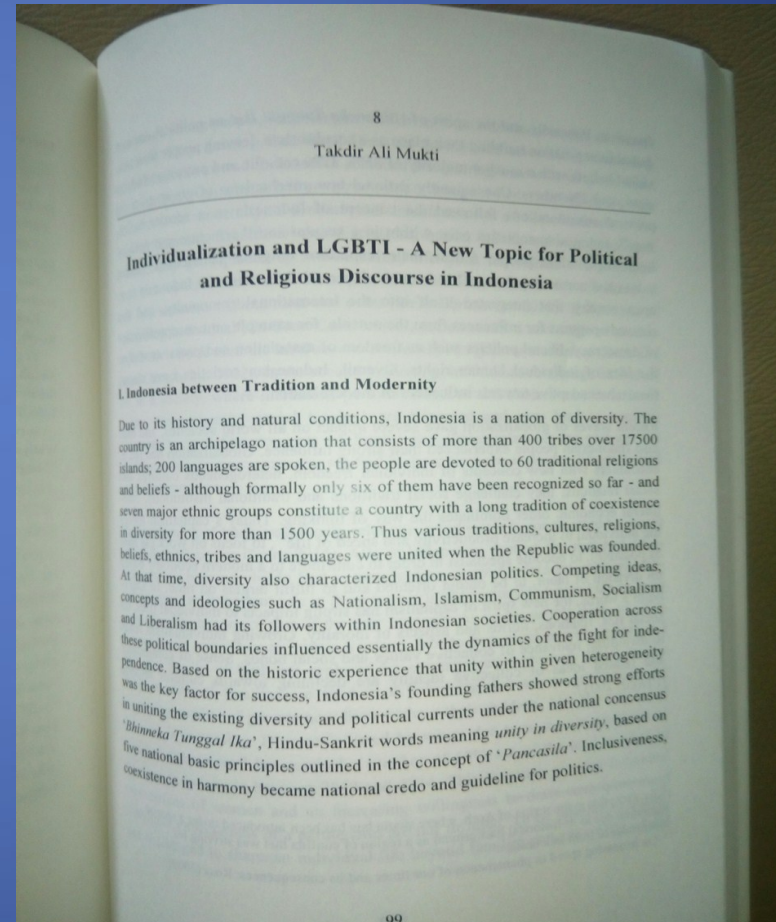 8
Takdir Ali Mukti
Individualization and LGBTI - A New Topic for Political
and Religious Discourse in Indonesia
I. Indonesia between Tradition and Modernity
Due to its history and natural conditions, Indonesia is a nation of diversity. The
country is an archipelago nation that consists of more than 400 tribes over 17500
islands; 200 languages are spoken, the people are devoted to 60 traditional religions
and beliefs - although formally only six of them have been recognized so far - and
seven major ethnic groups constitute a country with a long tradition of coexistence
in diversity for more than 1500 years. Thus various traditions, cultures, religions,
beliefs, ethnics, tribes and languages were united when the Republic was founded.
At that time, diversity also characterized Indonesian politics. Competing ideas,
concepts and ideologies such as Nationalism, Islamism, Communism, Socialism
and Liberalism had its followers within Indonesian societies. Cooperation across
these political boundaries influenced essentially the dynamics of the fight for inde-
pendence. Based on the historic experience that unity within given heterogeneity
was the key factor for success, Indonesia's founding fathers showed strong efforts
in uniting the existing diversity and political currents under the national concensus
'Bhinneka Tunggal Ika', Hindu-Sankrit words meaning unity in diversity, based on
five national basic principles outlined in the concept of 'Pancasila'. Inclusiveness,
coexistence in harmony became national credo and guideline for politics.
99